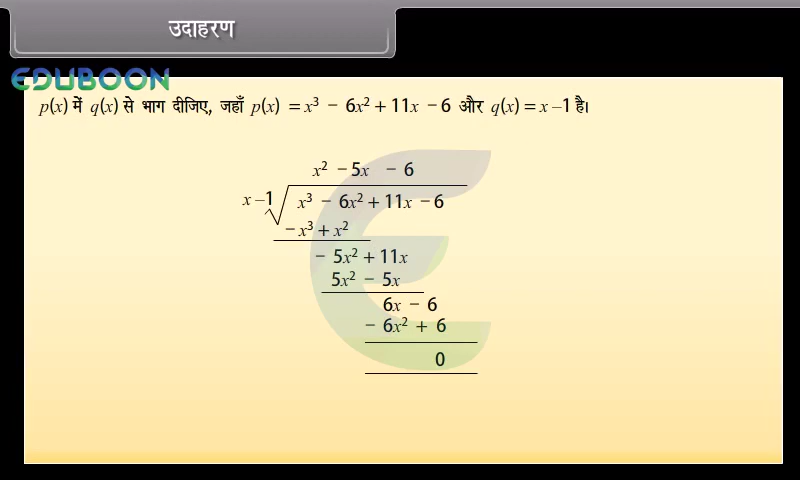 उदाहरण
EDUBOON
p(x) में q(x) से भाग दीजिए, जहाँ p(x) = x³ − 6x² + 11x − 6 और q(x) = x − 1 है।
x² − 5x − 6
x − 1 √ x³ − 6x² + 11x − 6
− x³ + x²
− 5x² + 11x
5x² − 5x
6x − 6
− 6x² + 6
0